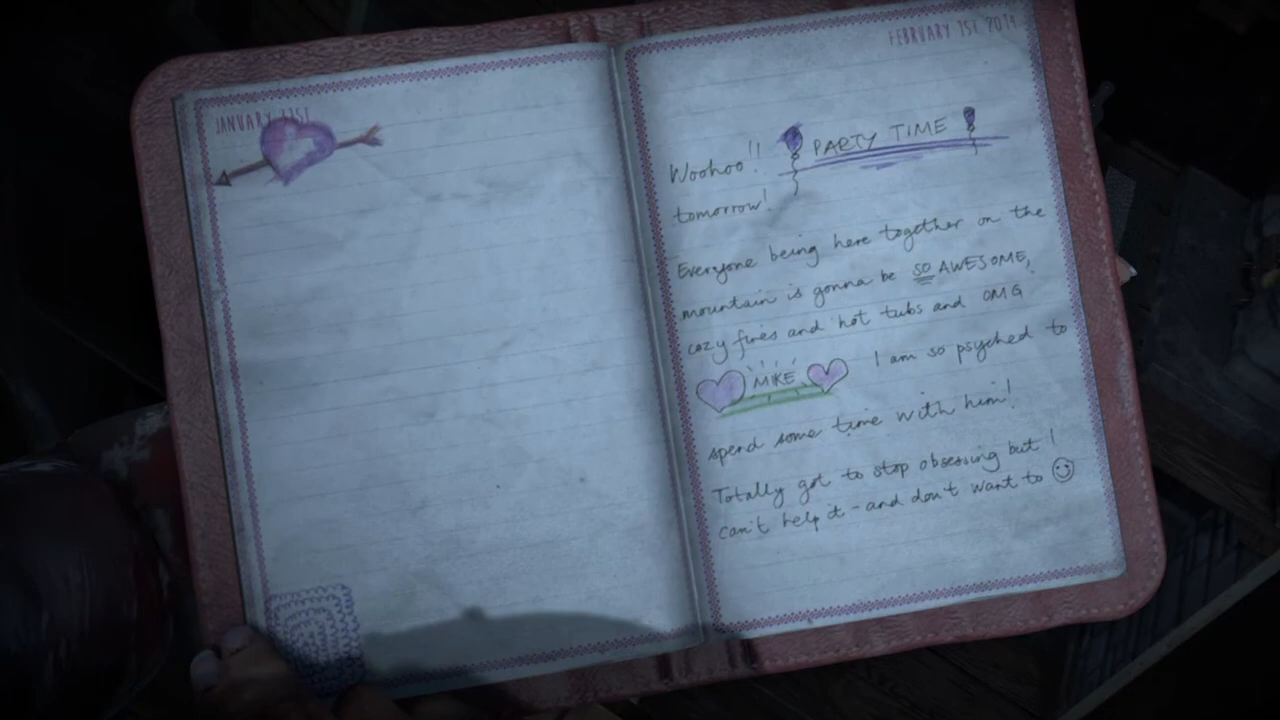 JANUARY 31ST
FEBRUARY 1ST 2014
Woohoo!! PARTY TIME
tomorrow!
Everyone being here together on the
mountain is gonna be SO AWESOME,
cozy fires and hot tubs and OMG
MIKE I am so psyched to
spend some time with him!
Totally got to stop obsessing but I
can't help it - and don't want to